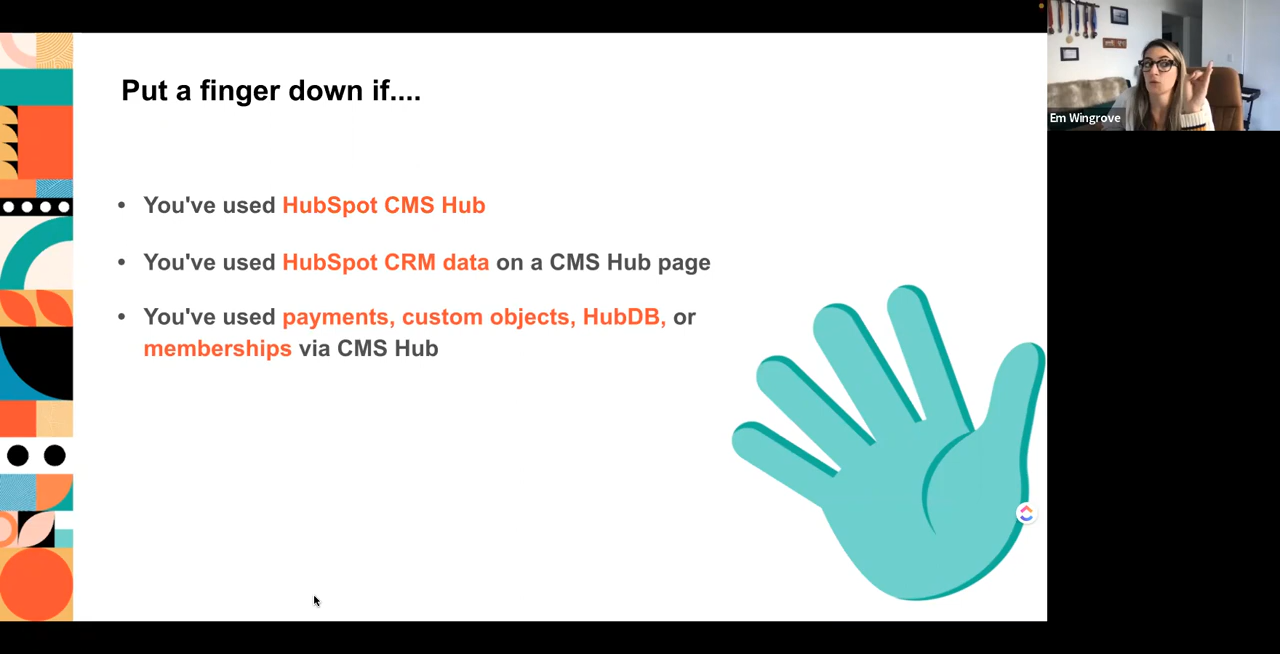 Put a finger down if....
• You've used HubSpot CMS Hub
• You've used HubSpot CRM data on a CMS Hub page
• You've used payments, custom objects, HubDB, or
memberships via CMS Hub
Em Wingrove